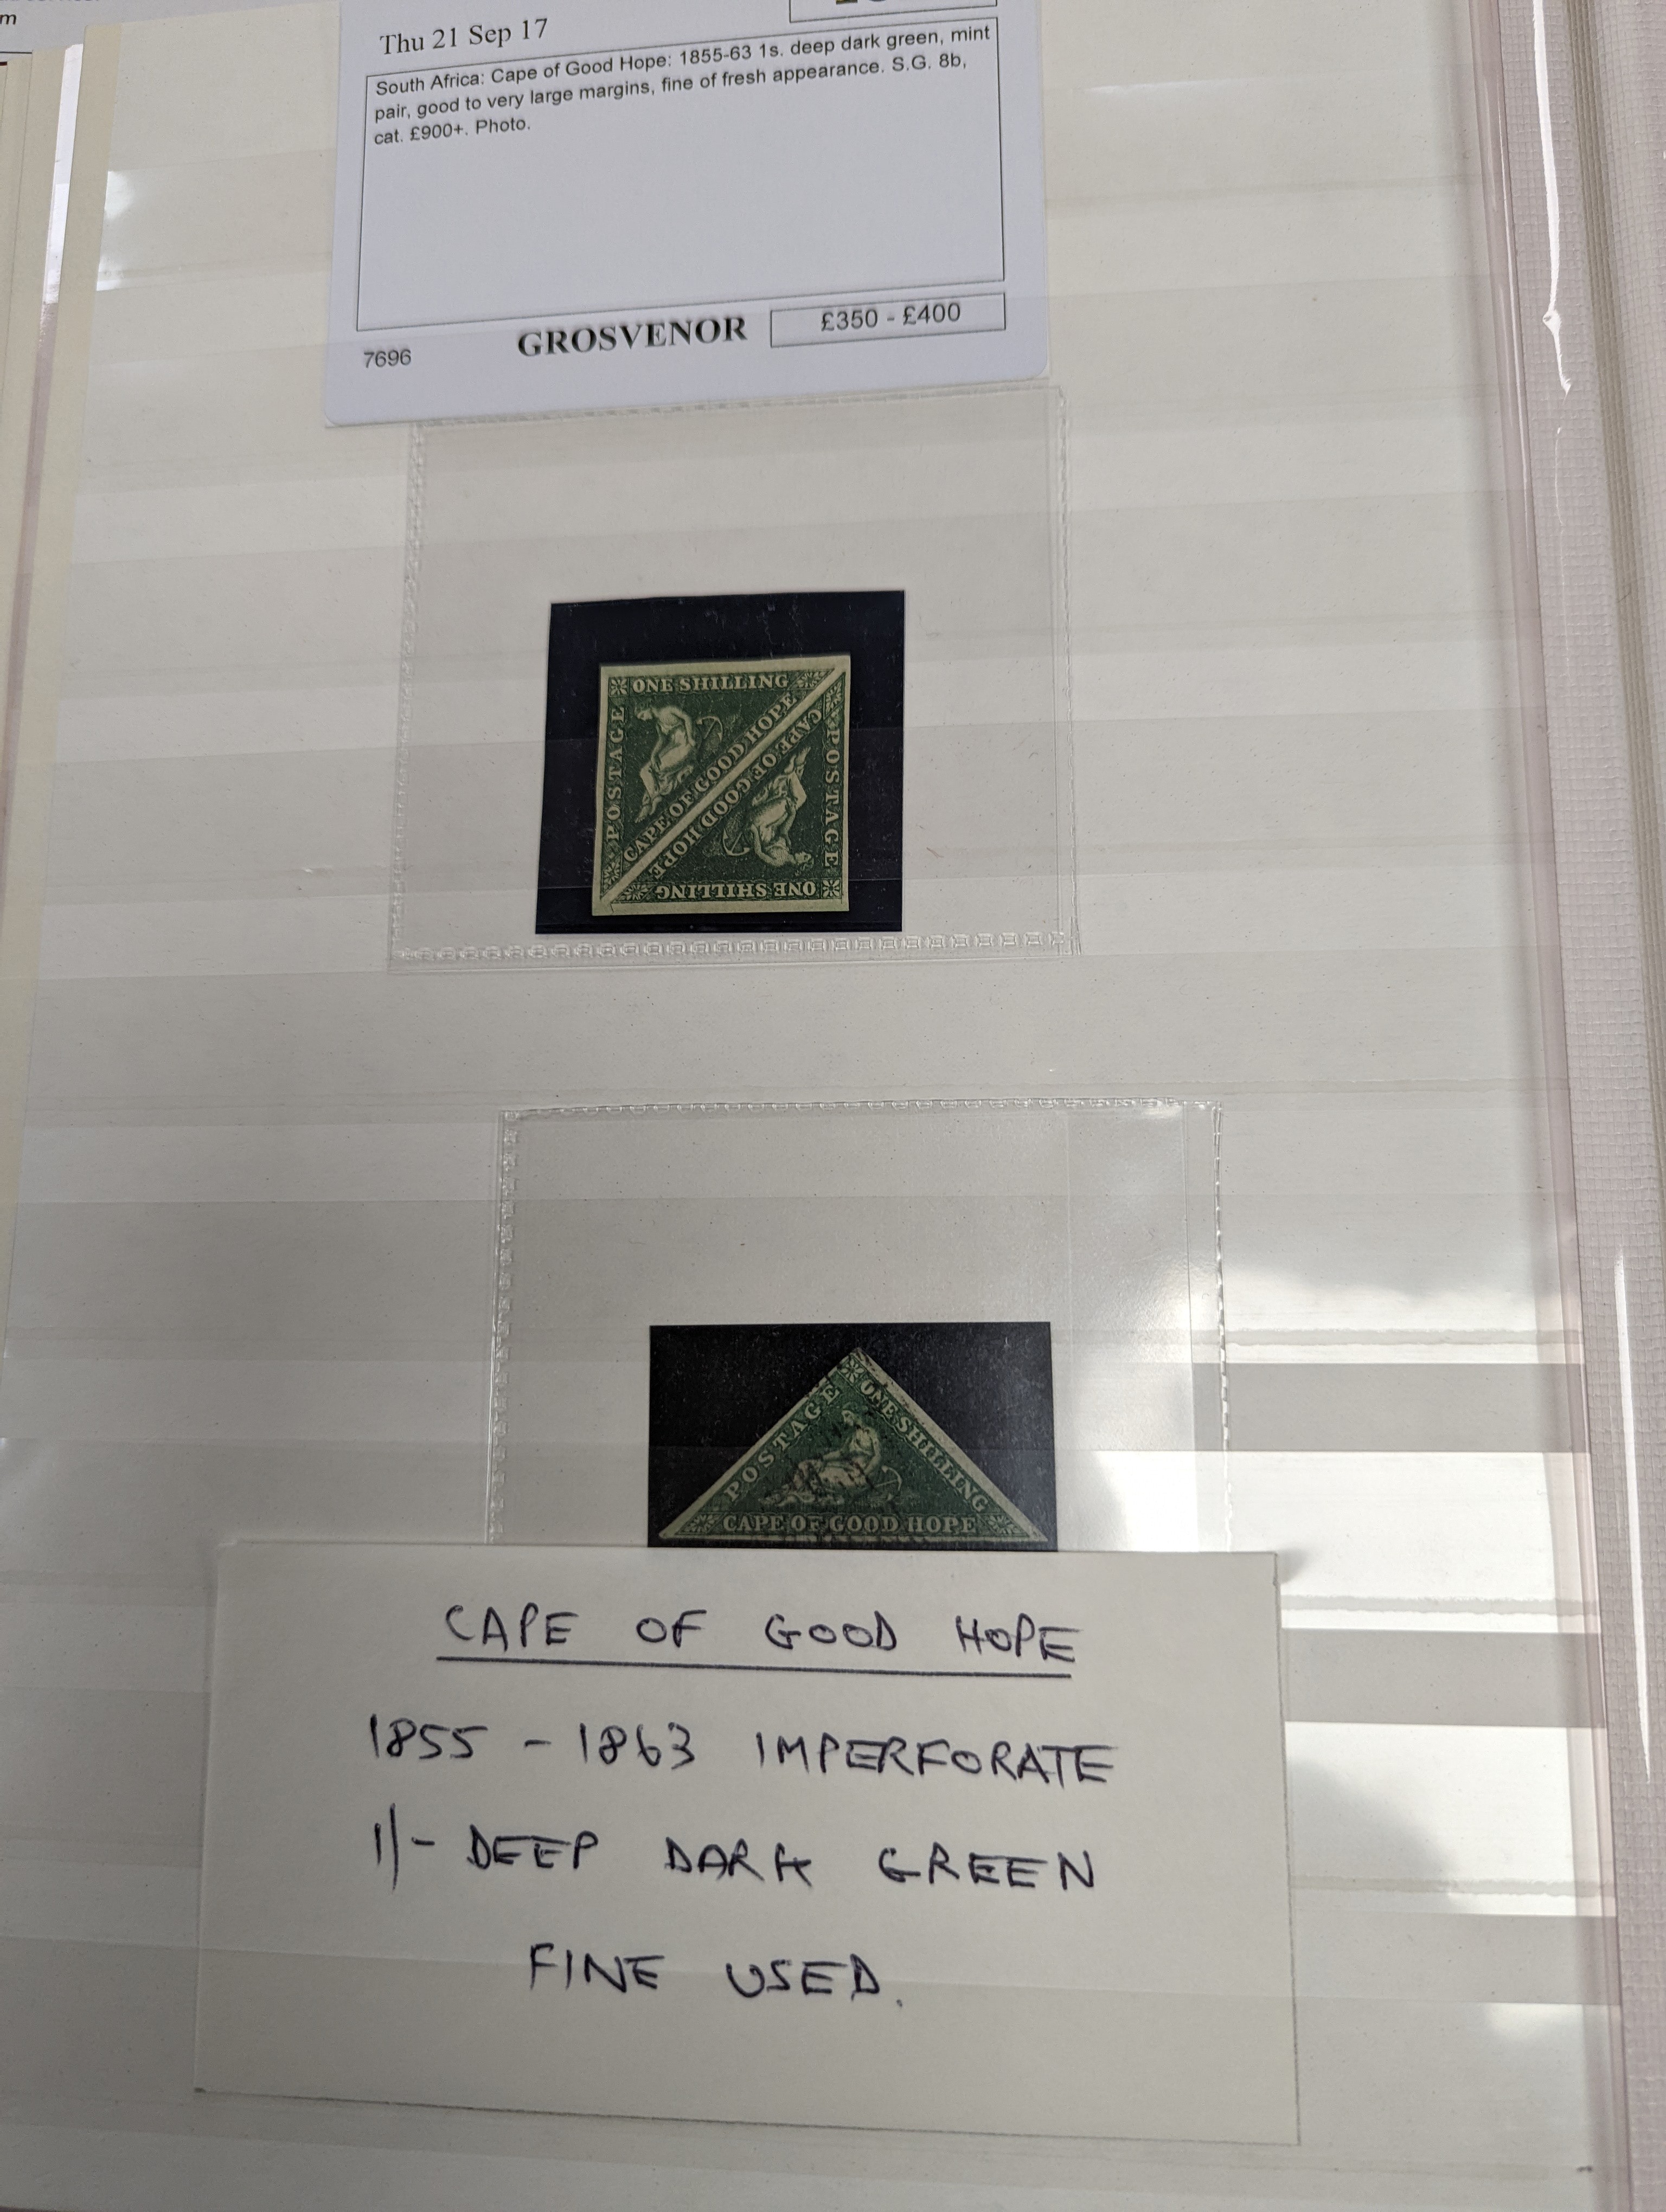 m
Thu 21 Sep 17
South Africa: Cape of Good Hope: 1855-63 1s. deep dark green, mint
pair, good to very large margins, fine of fresh appearance. S.G. 8b,
cat. £900+. Photo.
7696
GROSVENOR
£350 - £400
ONE SHILLING
POSTAGE
CAPE OF GOOD HOPE
CAPE OF GOOD HOPE
POSTAGE
ONE SHILLING
POSTAGE
ONE SHILLING
CAPE OF GOOD HOPE
CAPE OF GOOD HOPE
1855 - 1863 IMPERFORATE
1/- DEEP DARK GREEN
FINE USED.